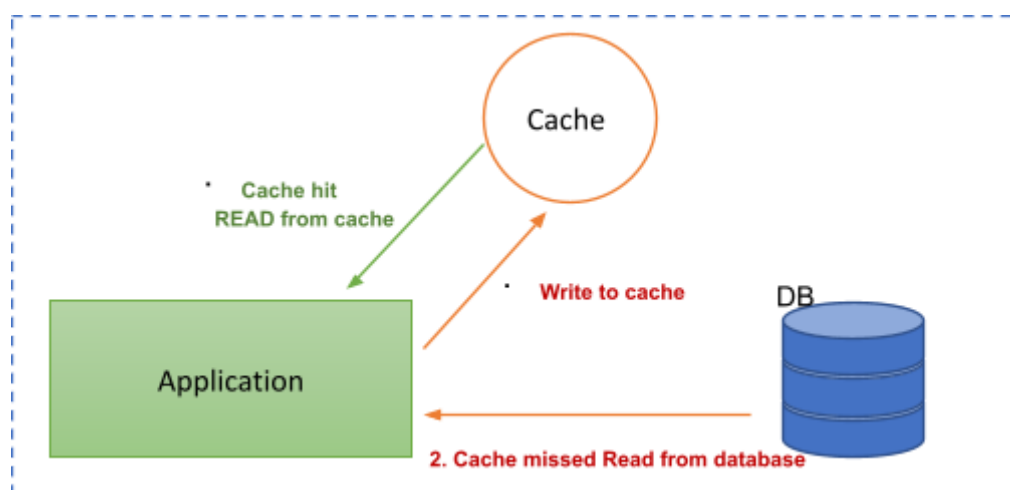 Cache
Cache hit
READ from cache
Write to cache
DB
Application
2. Cache missed Read from database